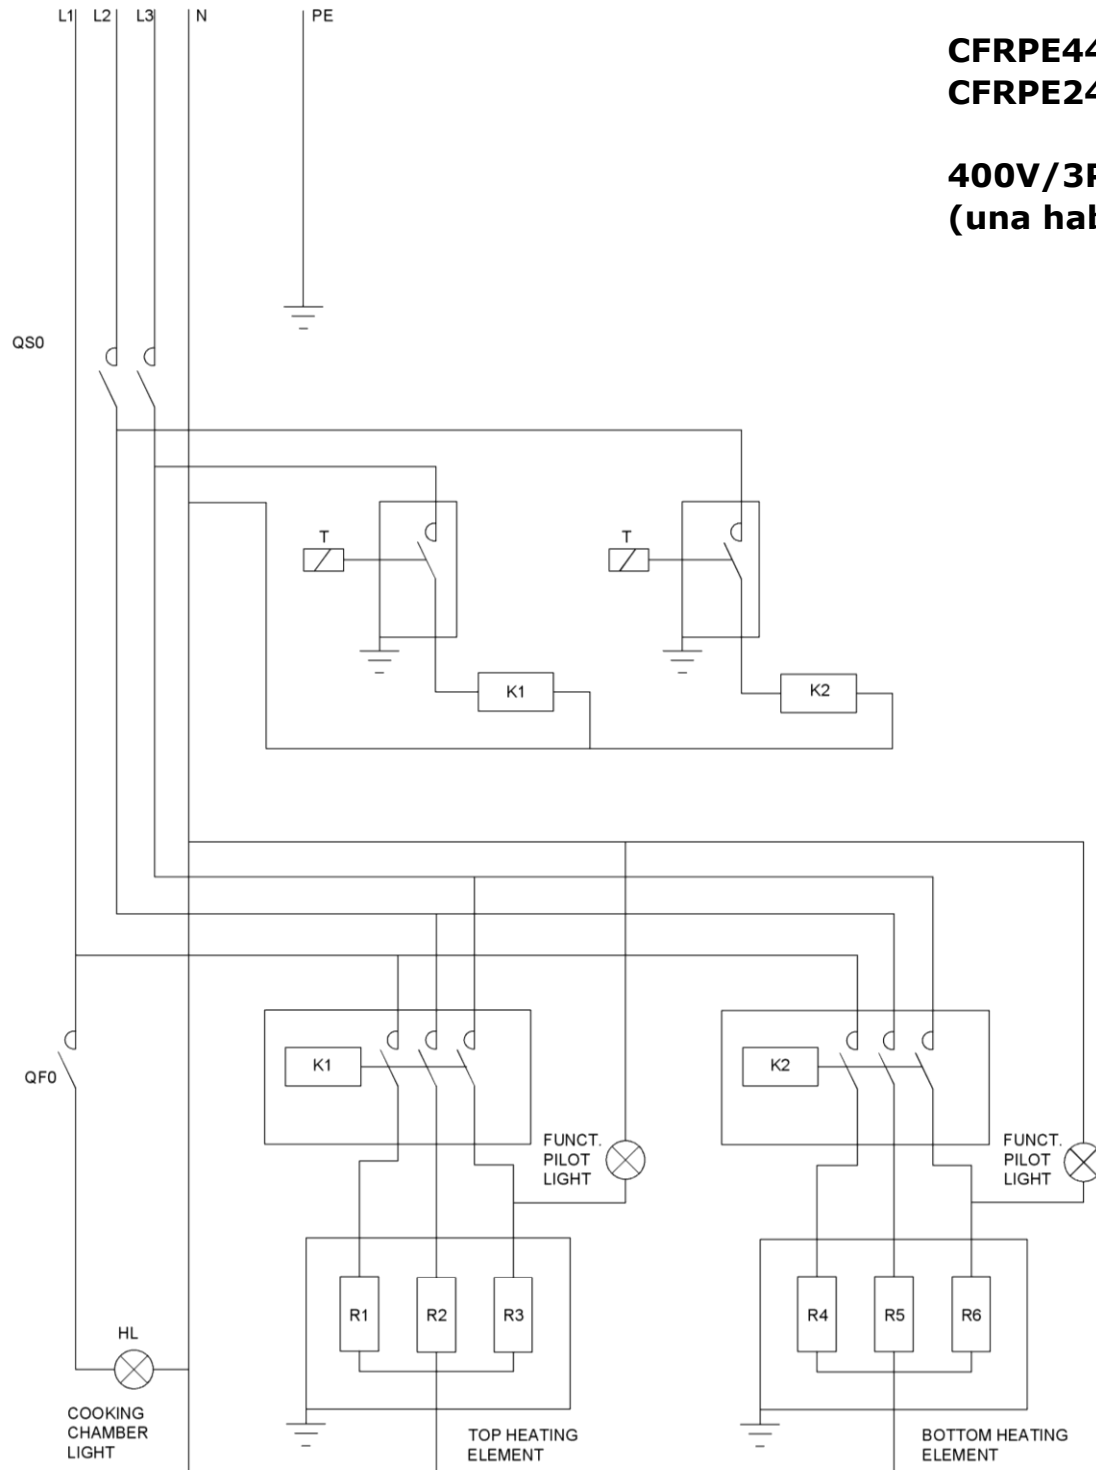 L1 L2 L3 N PE
CFRPE44
CFRPE24
400V/3P
(una hab
QS0
T T
K1 K2
K1 K2
QF0
FUNCT.
PILOT
LIGHT
FUNCT.
PILOT
LIGHT
R1 R2 R3 R4 R5 R6
HL
COOKING
CHAMBER
LIGHT
TOP HEATING
ELEMENT
BOTTOM HEATING
ELEMENT